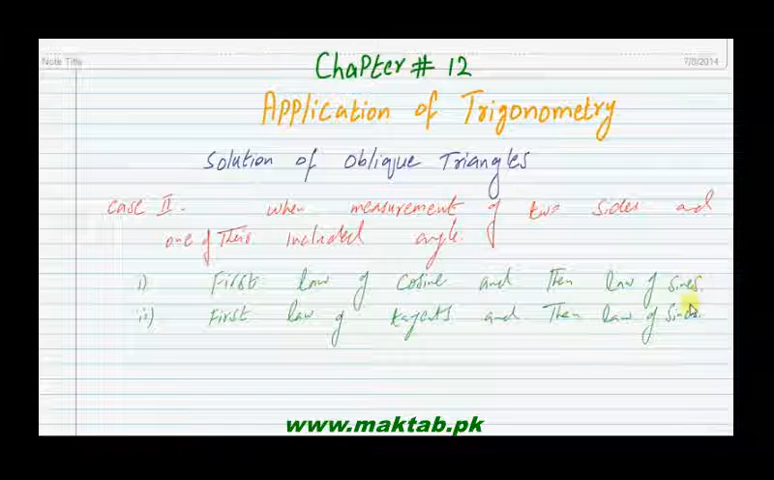 Note Title
7/8/2014
Chapter # 12
Application of Trigonometry
Solution of Oblique Triangles
Case II. when measurement of two sides and
one of Their included angle.
i) First law of cosine and Then law of sines.
ii) First law of tagents and Then law of sines.
www.maktab.pk